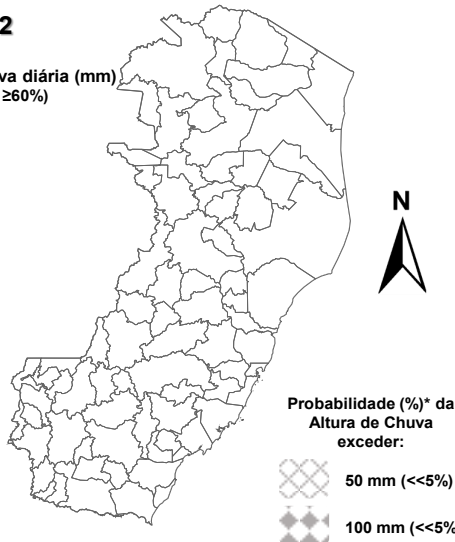 2
va diária (mm)
≥60%)
N
Probabilidade (%)* da
Altura de Chuva
exceder:
50 mm (<<5%)
100 mm (<<5%